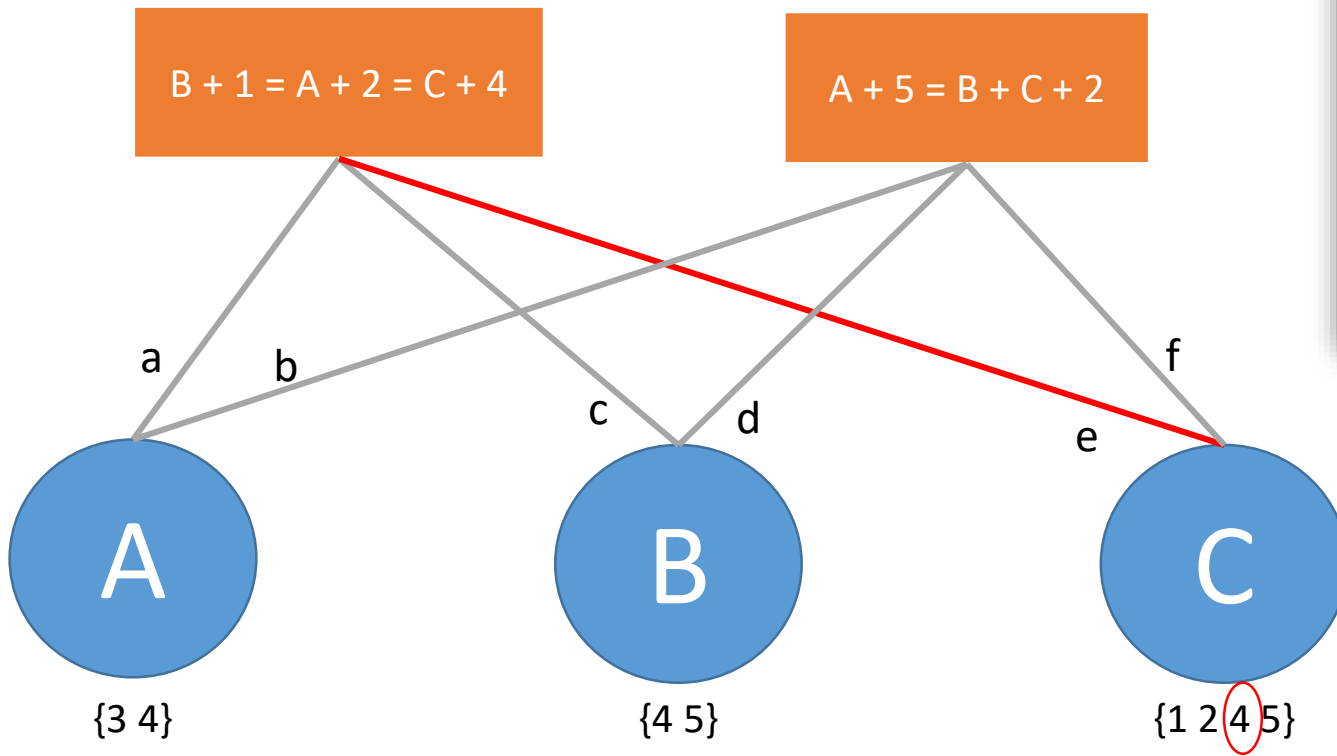 B + 1 = A + 2 = C + 4
A + 5 = B + C + 2
a
b
c
d
e
f
A
B
C
{3 4}
{4 5}
{1 2 4 5}